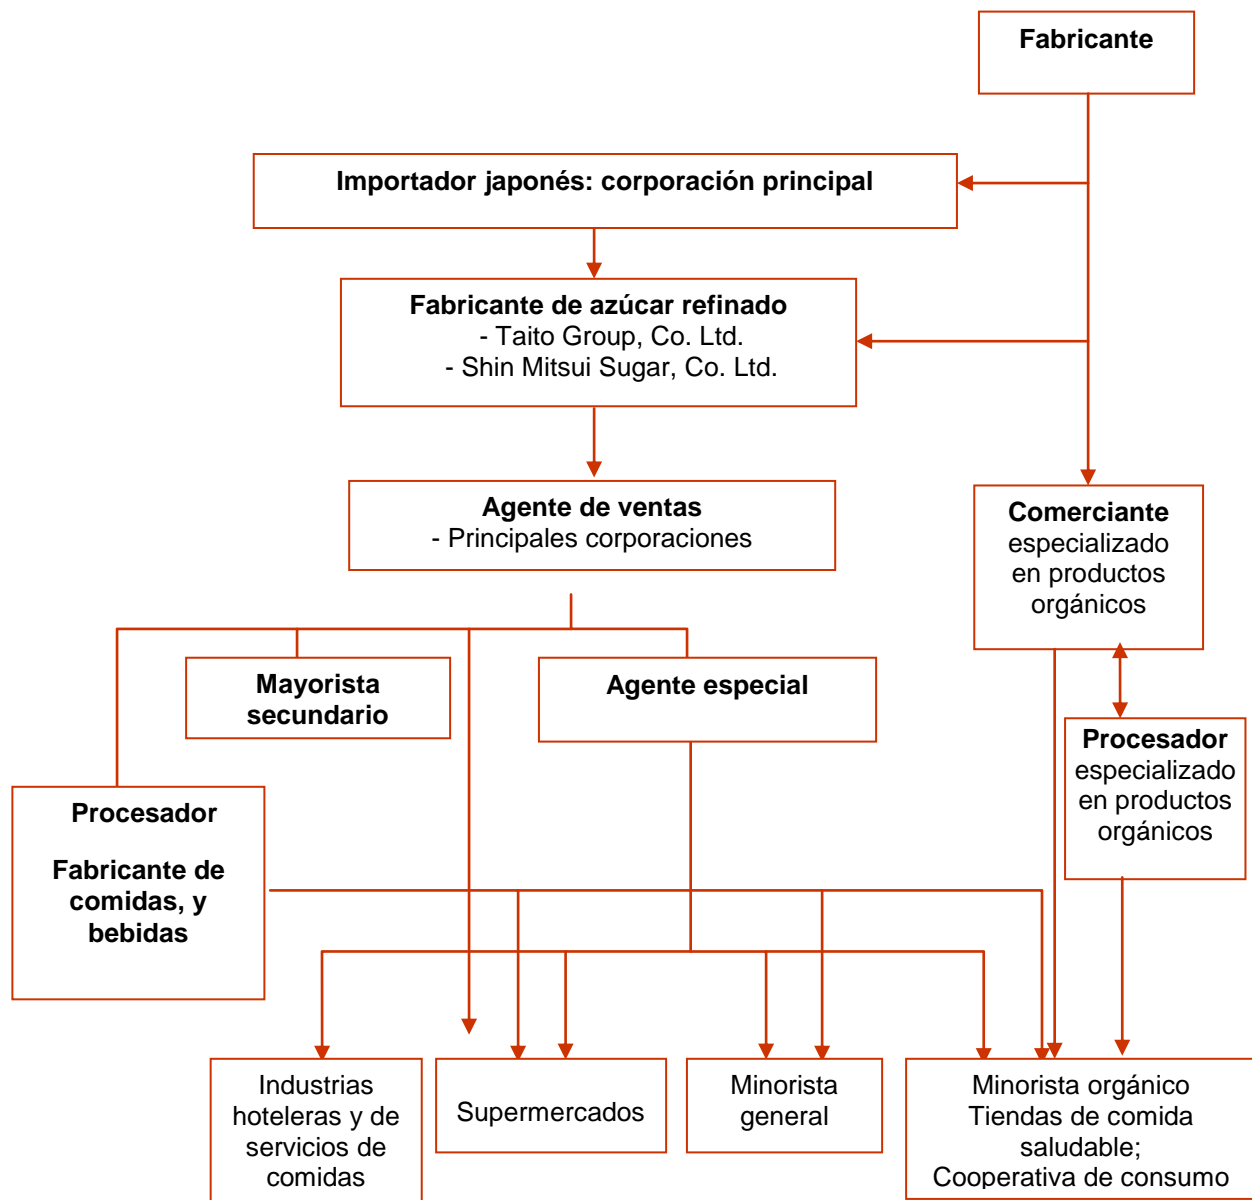 Fabricante
Importador japonés: corporación principal
Fabricante de azúcar refinado
- Taito Group, Co. Ltd.
- Shin Mitsui Sugar, Co. Ltd.
Agente de ventas
- Principales corporaciones
Comerciante
especializado
en productos
orgánicos
Mayorista
secundario
Agente especial
Procesador
especializado
en productos
orgánicos
Procesador
Fabricante de
comidas, y
bebidas
Industrias
hoteleras y de
servicios de
comidas
Supermercados
Minorista
general
Minorista orgánico
Tiendas de comida
saludable;
Cooperativa de consumo